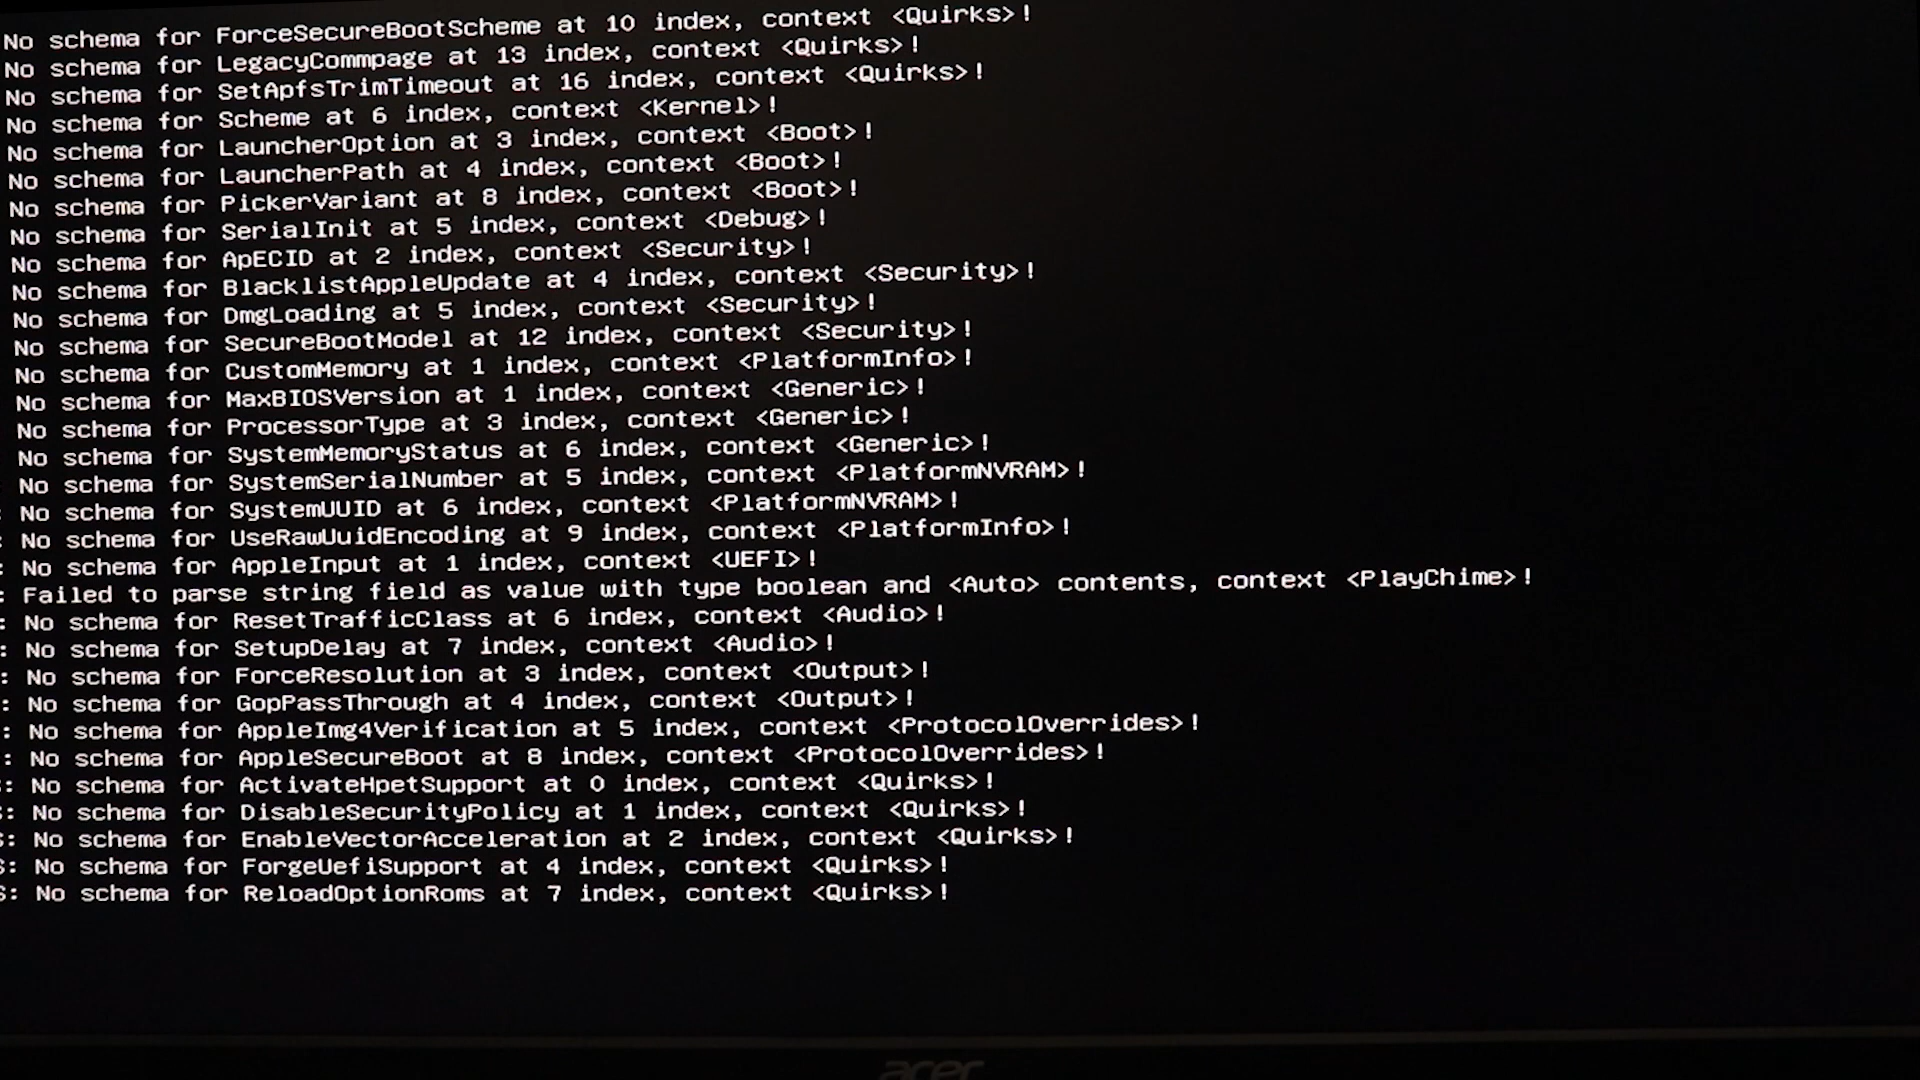 No schema for ForceSecureBootScheme at 10 index, context <Quirks>!
No schema for LegacyCommpage at 13 index, context <Quirks>!
No schema for SetApfsTrimTimeout at 16 index, context <Quirks>!
No schema for Scheme at 6 index, context <Kernel>!
No schema for LauncherOption at 3 index, context <Boot>!
No schema for LauncherPath at 4 index, context <Boot>!
No schema for PickerVariant at 8 index, context <Boot>!
No schema for SerialInit at 5 index, context <Debug>!
No schema for ApECID at 2 index, context <Security>!
No schema for BlacklistAppleUpdate at 4 index, context <Security>!
No schema for DmgLoading at 5 index, context <Security>!
No schema for SecureBootModel at 12 index, context <Security>!
No schema for CustomMemory at 1 index, context <PlatformInfo>!
No schema for MaxBIOSVersion at 1 index, context <Generic>!
No schema for ProcessorType at 3 index, context <Generic>!
No schema for SystemMemoryStatus at 6 index, context <Generic>!
No schema for SystemSerialNumber at 5 index, context <PlatformNVRAM>!
: No schema for SystemUUID at 6 index, context <PlatformNVRAM>!
: No schema for UseRawUuidEncoding at 9 index, context <PlatformInfo>!
: No schema for AppleInput at 1 index, context <UEFI>!
: Failed to parse string field as value with type boolean and <Auto> contents, context <PlayChime>!
: No schema for ResetTrafficClass at 6 index, context <Audio>!
: No schema for SetupDelay at 7 index, context <Audio>!
: No schema for ForceResolution at 3 index, context <Output>!
: No schema for GopPassThrough at 4 index, context <Output>!
: No schema for AppleImg4Verification at 5 index, context <ProtocolOverrides>!
: No schema for AppleSecureBoot at 8 index, context <ProtocolOverrides>!
S: No schema for ActivateHpetSupport at 0 index, context <Quirks>!
S: No schema for DisableSecurityPolicy at 1 index, context <Quirks>!
S: No schema for EnableVectorAcceleration at 2 index, context <Quirks>!
S: No schema for ForgeUefiSupport at 4 index, context <Quirks>!
S: No schema for ReloadOptionRoms at 7 index, context <Quirks>!
acer